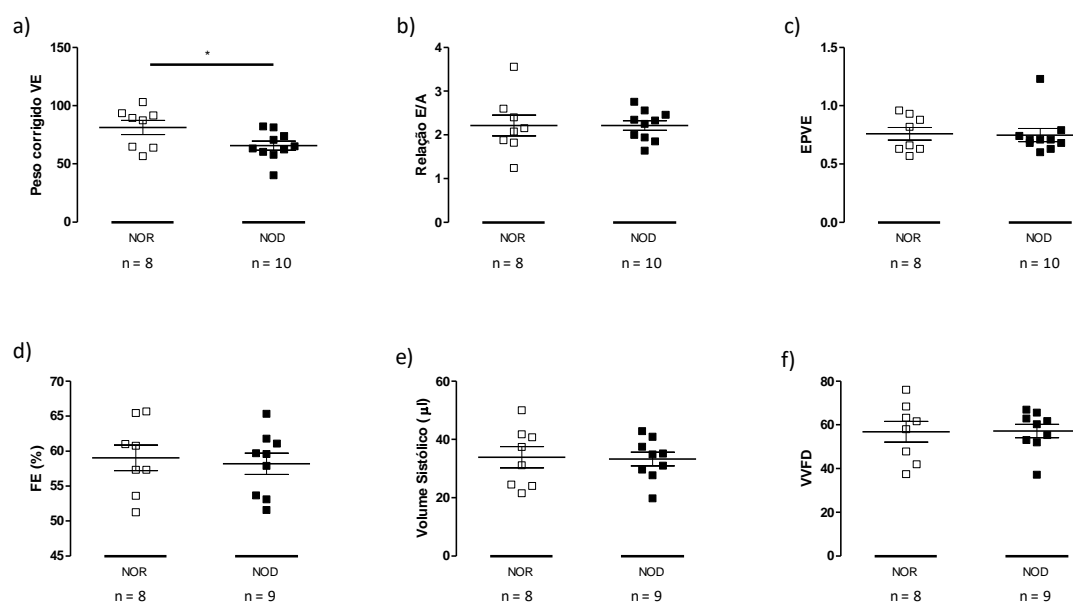 a)
Peso corrigido VE
150
100
50
0
*
NOR
NOD
n = 8
n = 10
b)
Relação E/A
4
3
2
1
0
NOR
NOD
n = 8
n = 10
c)
EPVE
1.5
1.0
0.5
0.0
NOR
NOD
n = 8
n = 10
d)
FE (%)
70
65
60
55
50
45
NOR
NOD
n = 8
n = 9
e)
Volume Sistólico (µl)
60
40
20
0
NOR
NOD
n = 8
n = 9
f)
VVFD
80
60
40
20
0
NOR
NOD
n = 8
n = 9